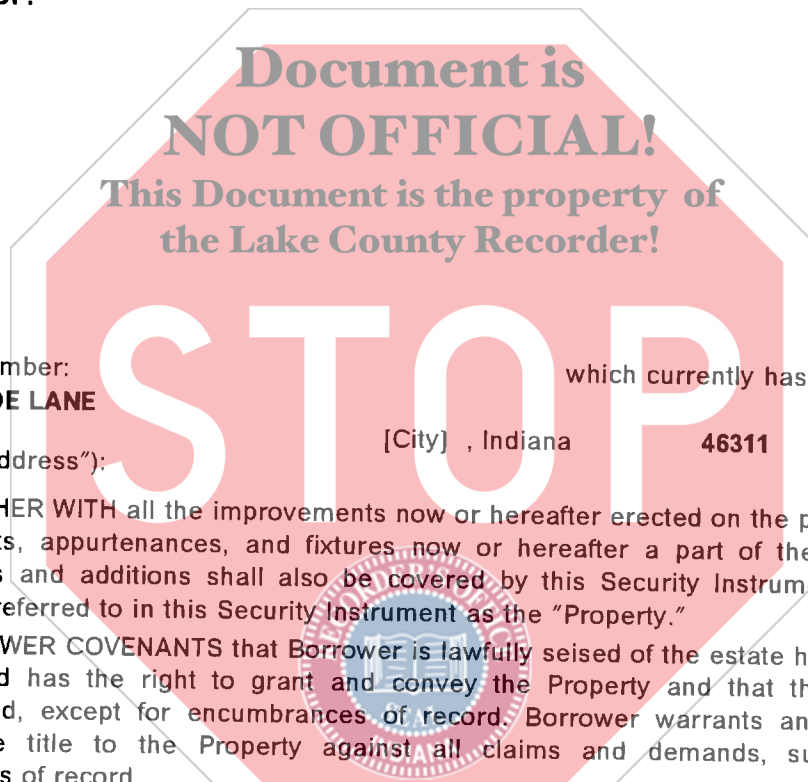 Document is
NOT OFFICIAL!
This Document is the property of
the Lake County Recorder!
STOP
mber:
which currently has
DE LANE
[City] , Indiana 46311
ddress"):
HER WITH all the improvements now or hereafter erected on the p
ts, appurtenances, and fixtures now or hereafter a part of the
s and additions shall also be covered by this Security Instrum
referred to in this Security Instrument as the "Property."
WER COVENANTS that Borrower is lawfully seised of the estate h
d has the right to grant and convey the Property and that th
d, except for encumbrances of record. Borrower warrants an
e title to the Property against all claims and demands, su
s of record.
SEAL